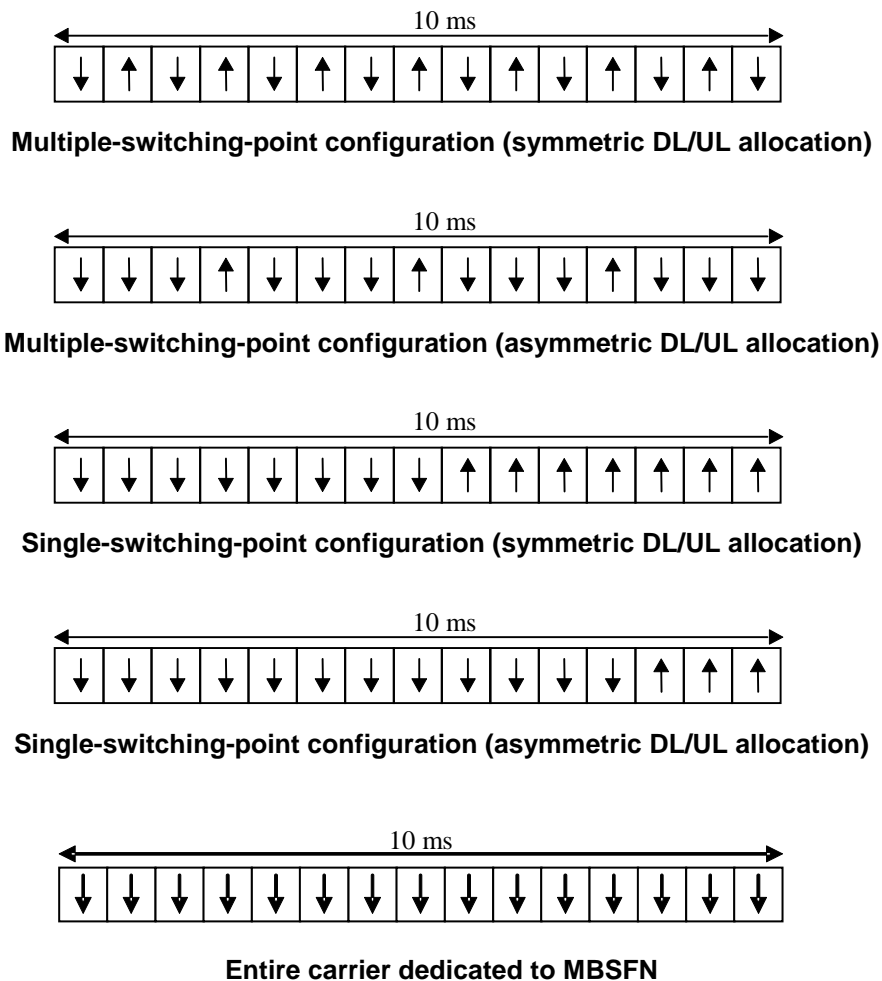 10 ms
Multiple-switching-point configuration (symmetric DL/UL allocation)
10 ms
Multiple-switching-point configuration (asymmetric DL/UL allocation)
10 ms
Single-switching-point configuration (symmetric DL/UL allocation)
10 ms
Single-switching-point configuration (asymmetric DL/UL allocation)
10 ms
Entire carrier dedicated to MBSFN